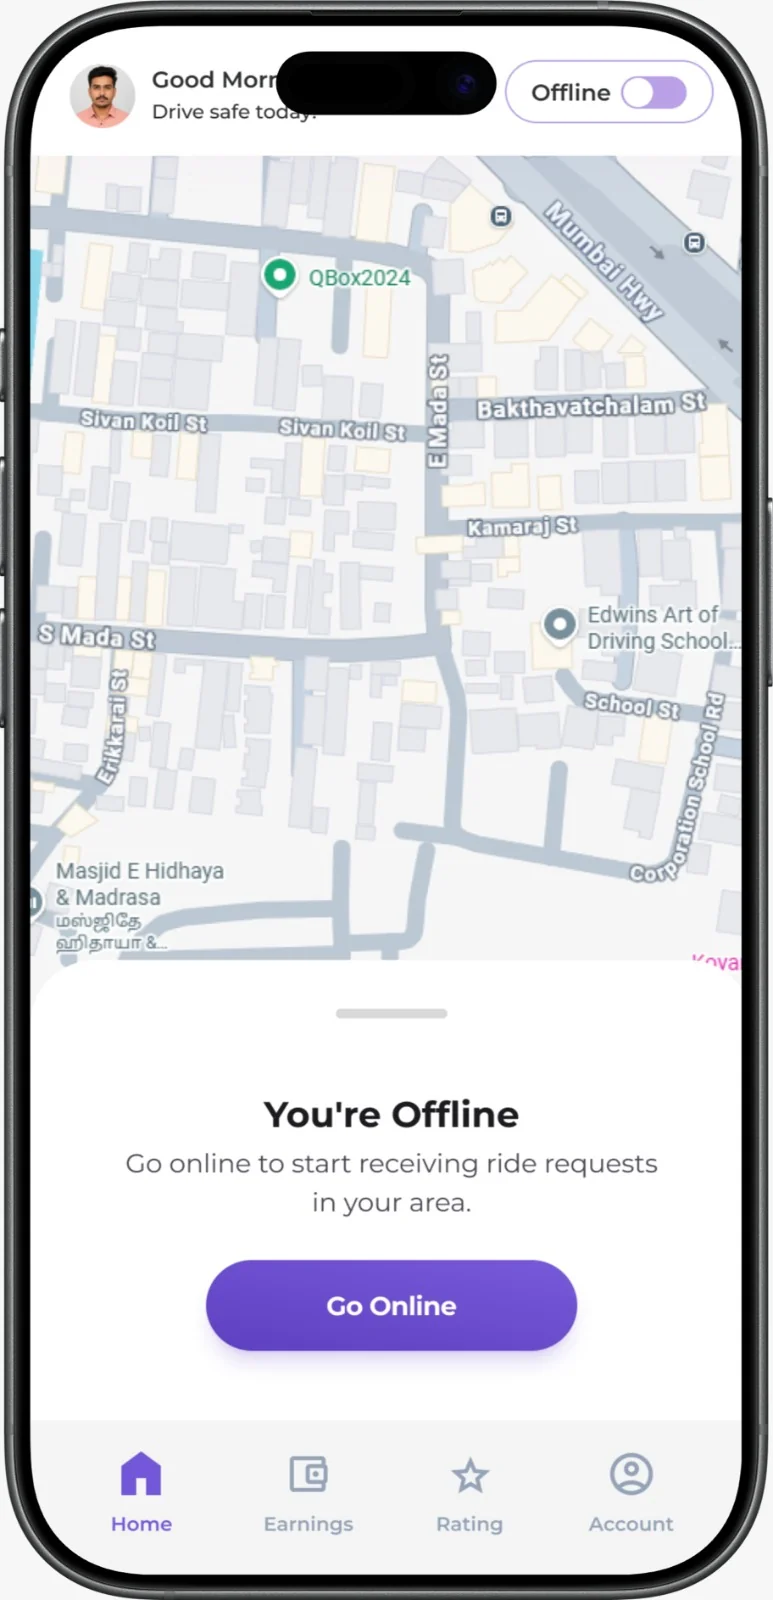 Good Morn
Drive safe today.
Offline
Mumbai Hwy
QBox2024
E Mada St
Bakthavatchalam St
Sivan Koil St
Sivan Koil St
Kamaraj St
Edwins Art of
Driving School...
S Mada St
Erikkarai St
School St
Corporation School Rd
Masjid E Hidhaya
& Madrasa
மஸ்ஜிதே
ஹிதாயா &...
You're Offline
Go online to start receiving ride requests
in your area.
Go Online
Home
Earnings
Rating
Account